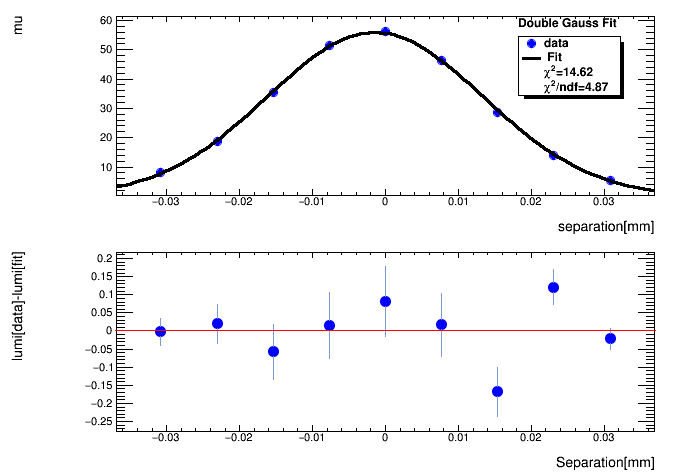 mu
Double Gauss Fit
data
Fit
χ²=14.62
χ²/ndf=4.87
60
50
40
30
20
10
−0.03 −0.02 −0.01 0 0.01 0.02 0.03
separation[mm]
lumi[data]-lumi[fit]
0.2
0.15
0.1
0.05
0
−0.05
−0.1
−0.15
−0.2
−0.25
−0.03 −0.02 −0.01 0 0.01 0.02 0.03
Separation[mm]